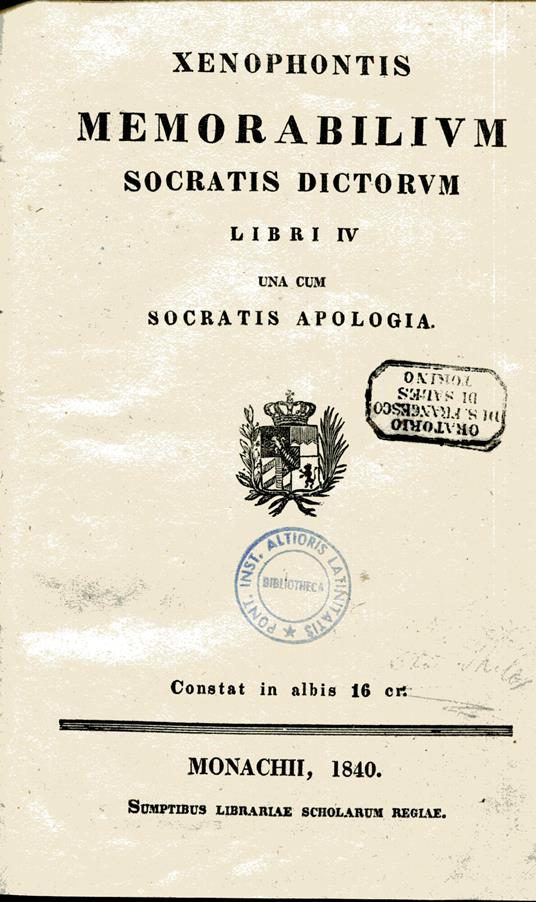 XENOPHONTIS
MEMORABILIVM
SOCRATIS DICTORVM
LIBRI IV
UNA CUM
SOCRATIS APOLOGIA.
ORATORIO
DI S. FRANCESCO
DI SALES
TORINO
PONT. INST. ALTIORIS LATINITATIS
BIBLIOTHECA
Constat in albis 16 cr.
MONACHII, 1840.
SUMPTIBUS LIBRARIAE SCHOLARUM REGIAE.